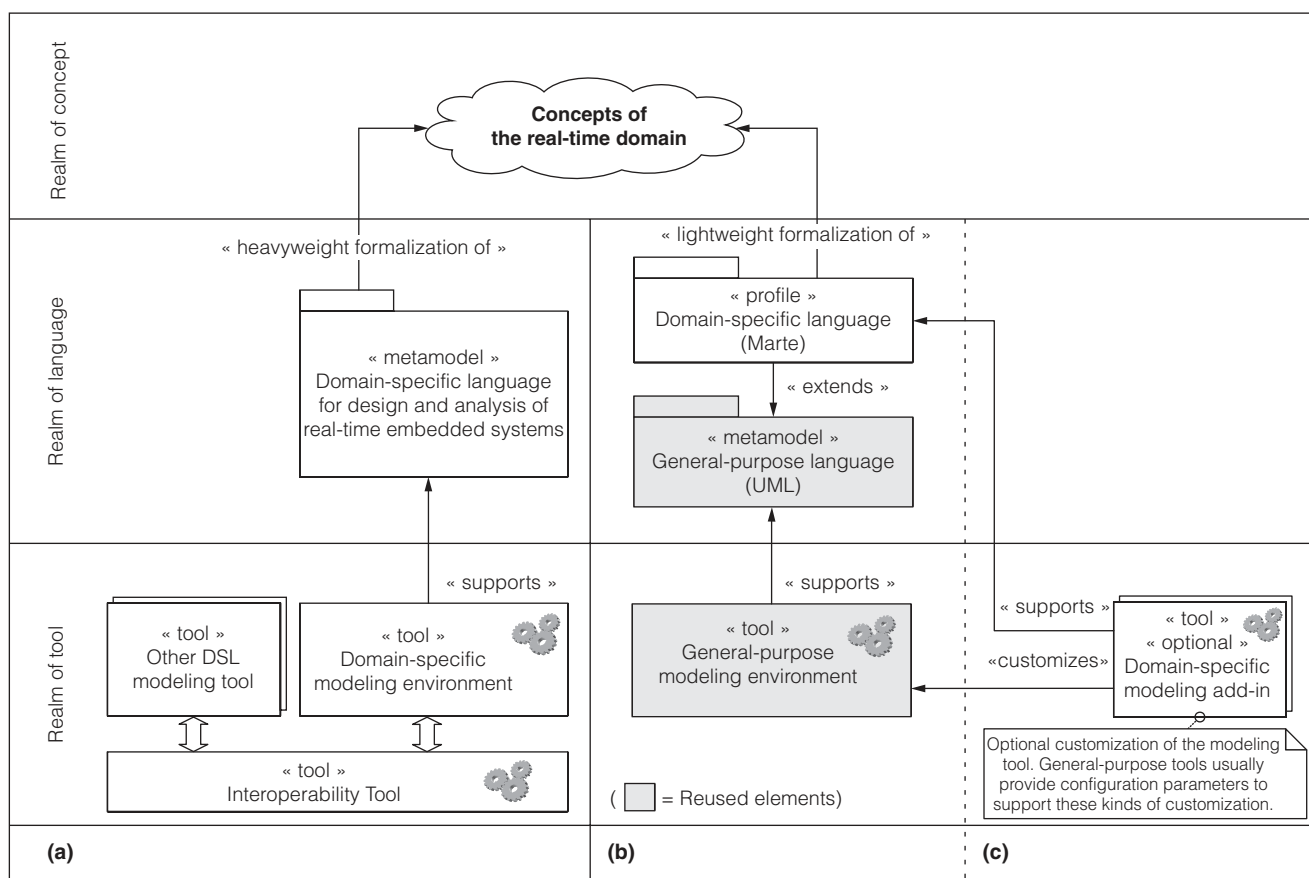 Realm of concept
Concepts of
the real-time domain
Realm of language
« heavyweight formalization of »
« metamodel »
Domain-specific language
for design and analysis of
real-time embedded systems
« lightweight formalization of »
« profile »
Domain-specific language
(Marte)
« extends »
« metamodel »
General-purpose language
(UML)
Realm of tool
« supports »
« tool »
Other DSL
modeling tool
« tool »
Domain-specific
modeling environment
« tool »
Interoperability Tool
« supports »
« tool »
General-purpose
modeling environment
( = Reused elements)
« supports »
«customizes»
« tool »
« optional »
Domain-specific
modeling add-in
Optional customization of the modeling
tool. General-purpose tools usually
provide configuration parameters to
support these kinds of customization.
(a)
(b)
(c)